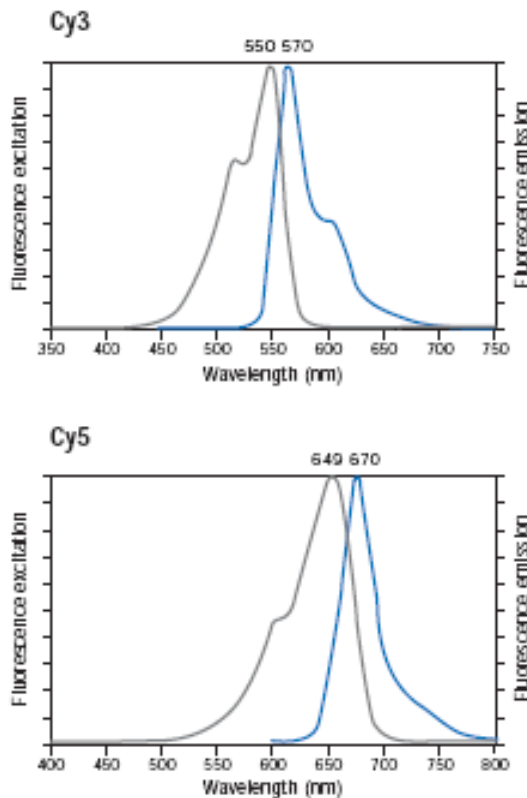 Cy3
550 570
Fluorescence excitation
Fluorescence emission
350 400 450 500 550 600 650 700 750
Wavelength (nm)
Cy5
649 670
Fluorescence excitation
Fluorescence emission
400 450 500 550 600 650 700 750 800
Wavelength (nm)